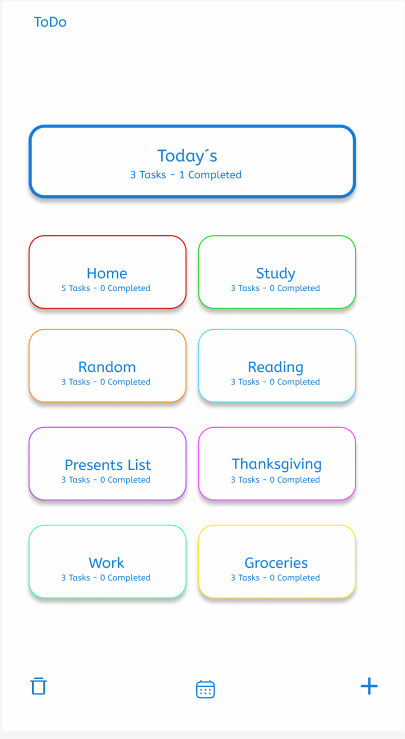 ToDo
Today´s
3 Tasks - 1 Completed
Home
5 Tasks - 0 Completed
Study
3 Tasks - 0 Completed
Random
3 Tasks - 0 Completed
Reading
3 Tasks - 0 Completed
Presents List
3 Tasks - 0 Completed
Thanksgiving
3 Tasks - 0 Completed
Work
3 Tasks - 0 Completed
Groceries
3 Tasks - 0 Completed